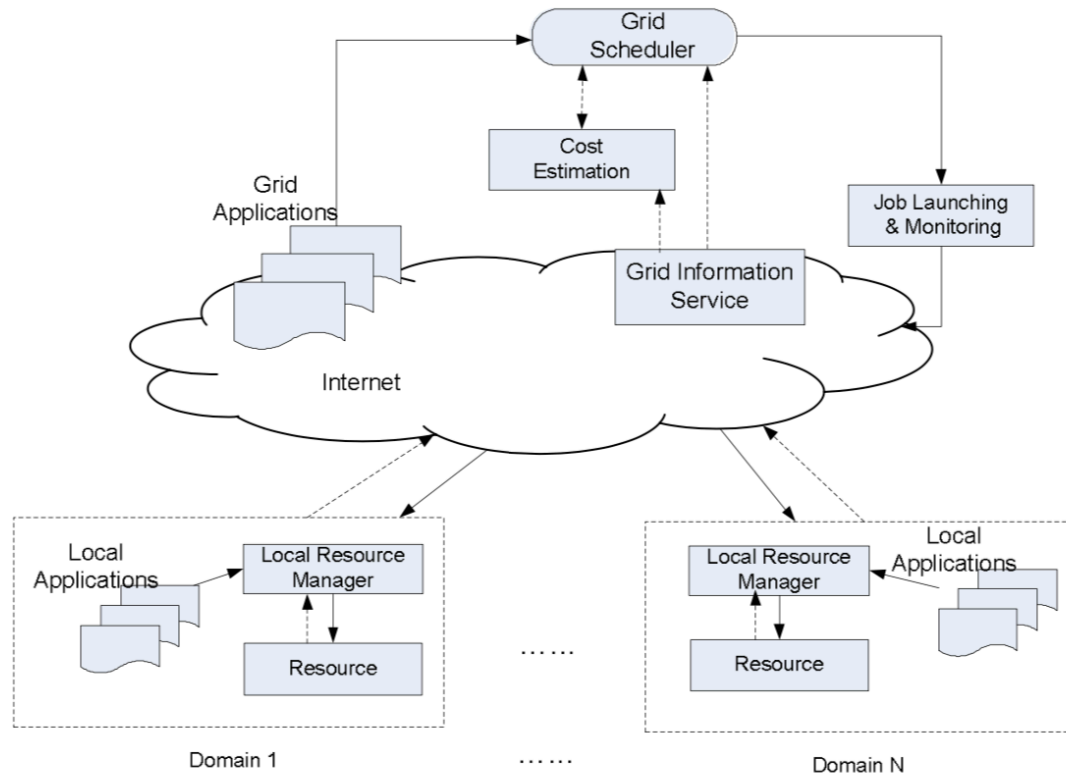 Grid
Scheduler
Cost
Estimation
Grid
Applications
Job Launching
& Monitoring
Grid Information
Service
Internet
Local
Applications
Local Resource
Manager
Resource
……
Local Resource
Manager
Local
Applications
Resource
Domain 1
……
Domain N